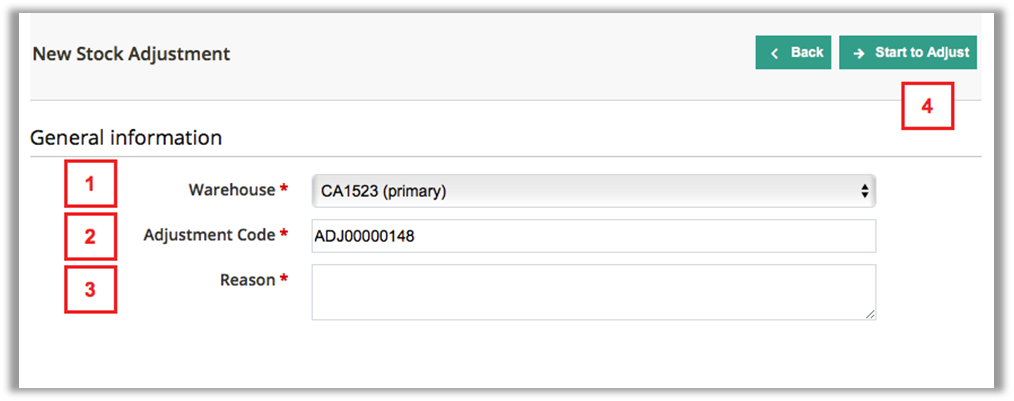 New Stock Adjustment
Back
Start to Adjust
4
General information
1
Warehouse *
CA1523 (primary)
2
Adjustment Code *
ADJ00000148
3
Reason *